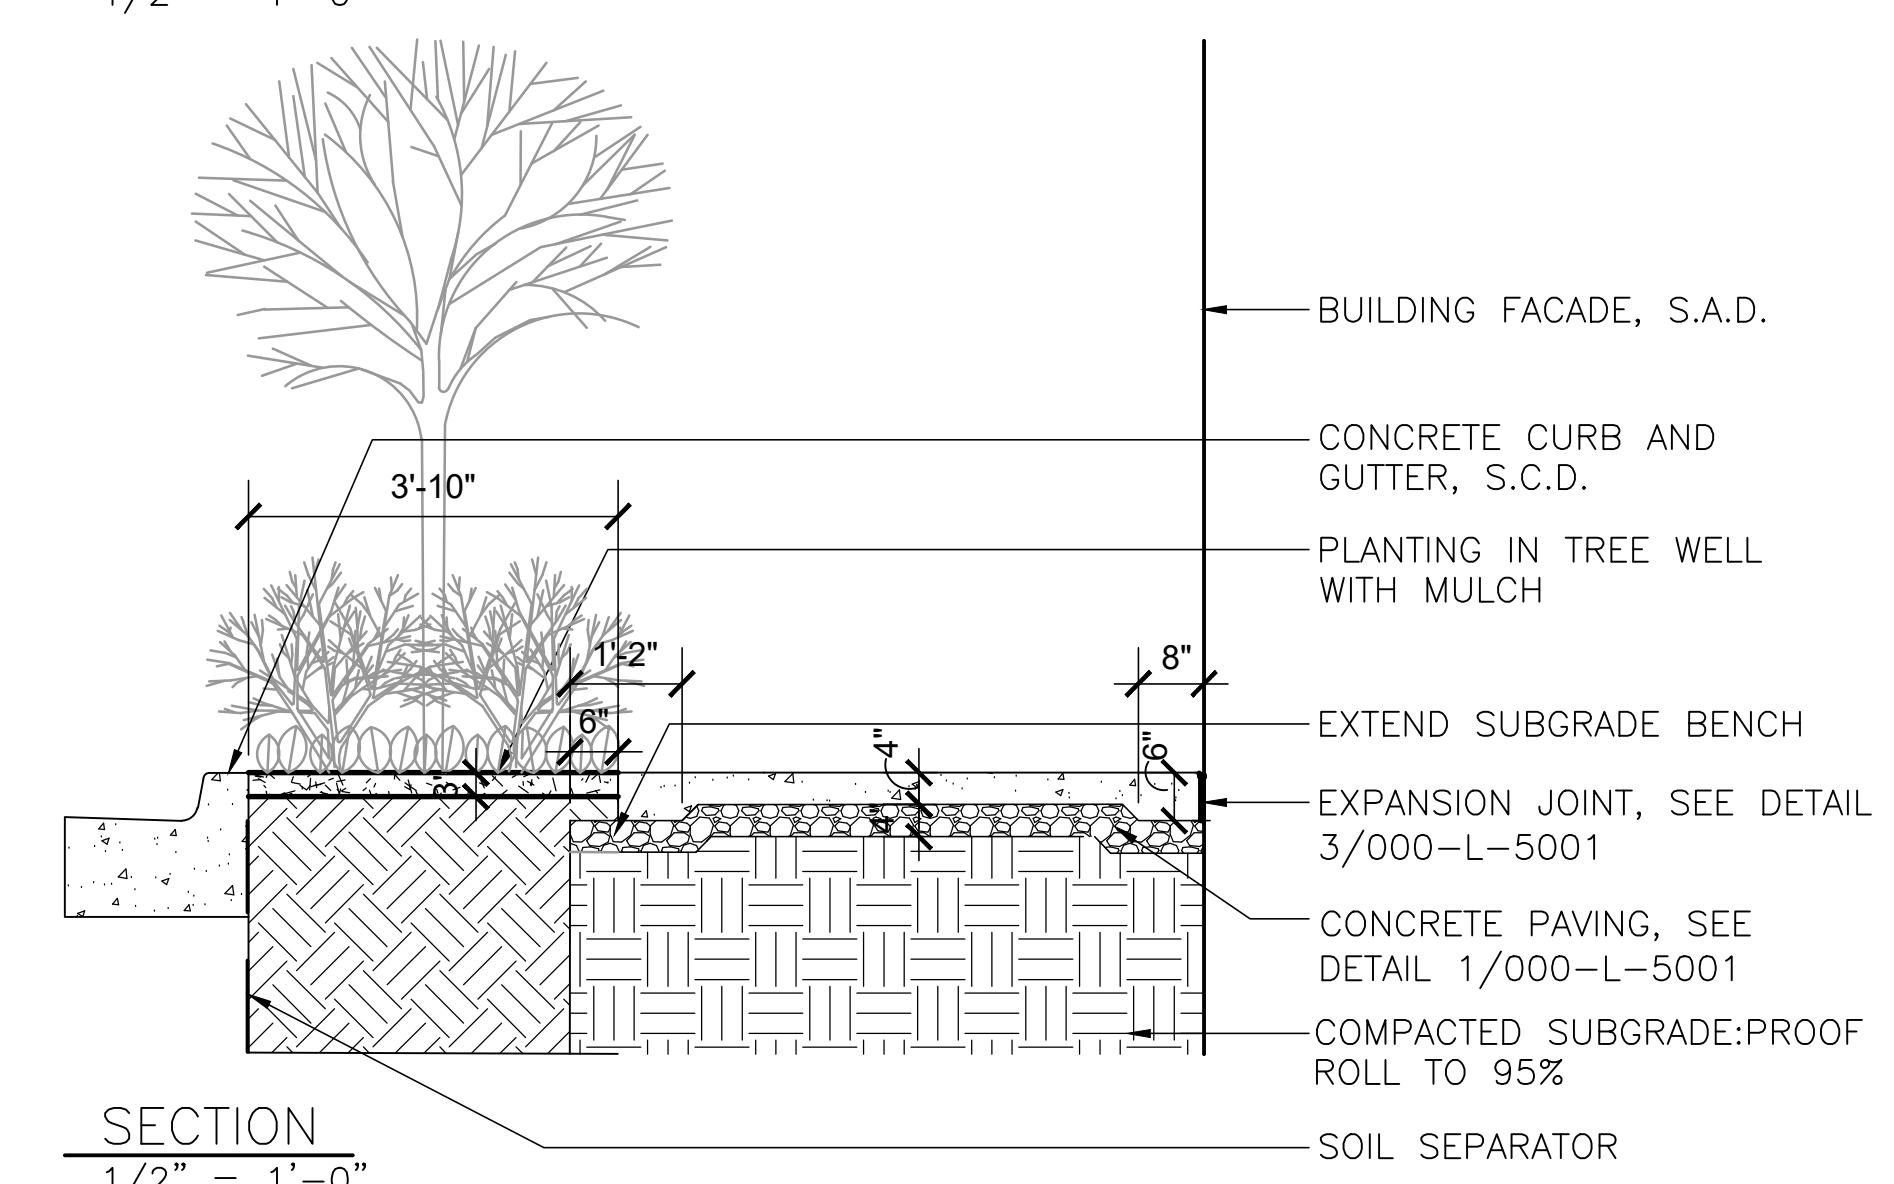 BUILDING FACADE, S.A.D.
CONCRETE CURB AND
GUTTER, S.C.D.
3'-10"
PLANTING IN TREE WELL
WITH MULCH
1'-2"
8"
6"
EXTEND SUBGRADE BENCH
4"
6"
3"
4"
EXPANSION JOINT, SEE DETAIL
3/000-L-5001
CONCRETE PAVING, SEE
DETAIL 1/000-L-5001
COMPACTED SUBGRADE:PROOF
ROLL TO 95%
SOIL SEPARATOR
SECTION
1/2" = 1'-0"